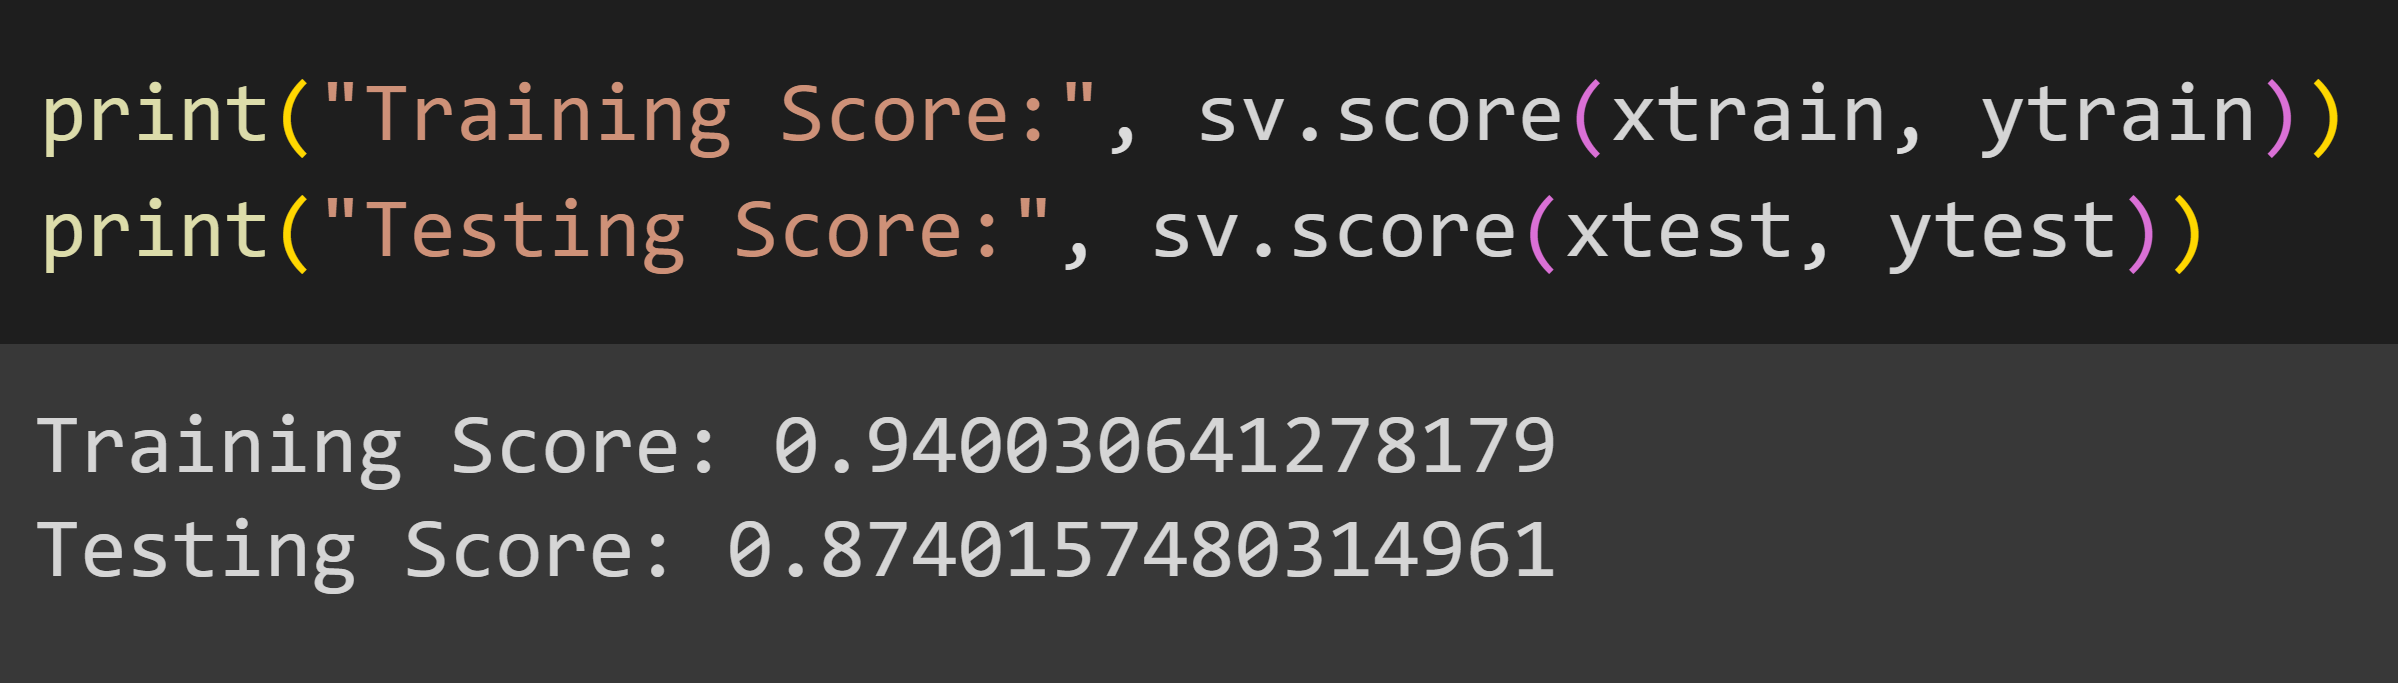 print("Training Score:", sv.score(xtrain, ytrain))
print("Testing Score:", sv.score(xtest, ytest))
Training Score: 0.940030641278179
Testing Score: 0.8740157480314961